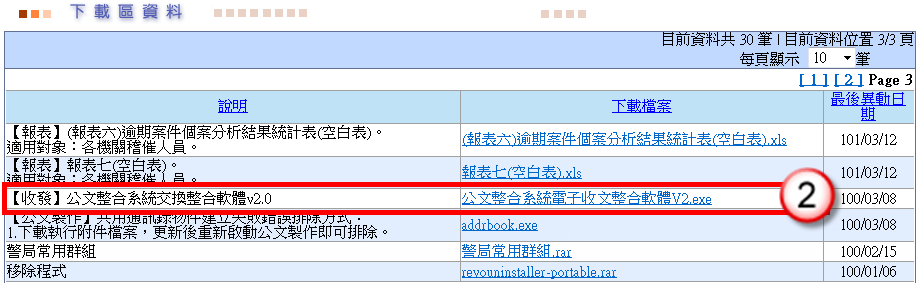 下載區資料
目前資料共 30 筆 | 目前資料位置 3/3 頁
每頁顯示 10 筆
[ 1 ] [ 2 ] Page 3
說明 下載檔案 最後異動日期
【報表】(報表六)逾期案件個案分析結果統計表(空白表)。
適用對象：各機關稽催人員。
(報表六)逾期案件個案分析結果統計表(空白表).xls 101/03/12
【報表】報表七(空白表)。
適用對象：各機關稽催人員。
報表七(空白表).xls 101/03/12
【收發】公文整合系統交換整合軟體v2.0 公文整合系統電子收文整合軟體V2.exe 100/03/08
2
【公文製作】共用通訊錄物件建立失敗錯誤排除方式：
1.下載執行附件檔案，更新後重新啟動公文製作即可排除。
addrbook.exe 100/03/08
警局常用群組 警局常用群組.rar 100/02/15
移除程式 revouninstaller-portable.rar 100/01/06